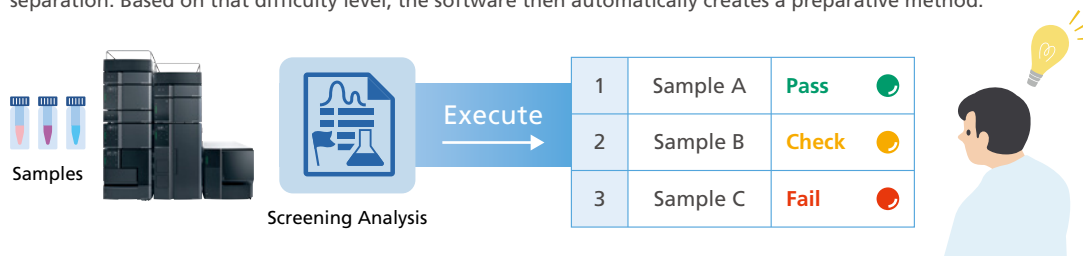 separation. Based on that difficulty level, the software then automatically creates a preparative method.
Samples
Screening Analysis
Execute
1 Sample A Pass
2 Sample B Check
3 Sample C Fail